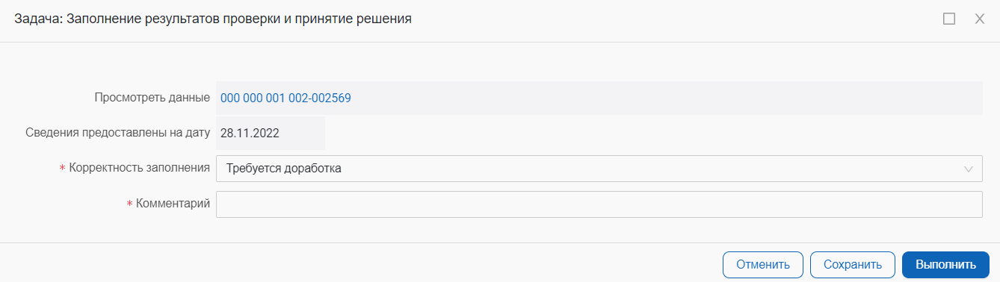 Задача: Заполнение результатов проверки и принятие решения
Просмотреть данные 000 000 001 002-002569
Сведения предоставлены на дату 28.11.2022
* Корректность заполнения Требуется доработка
* Комментарий
Отменить Сохранить Выполнить